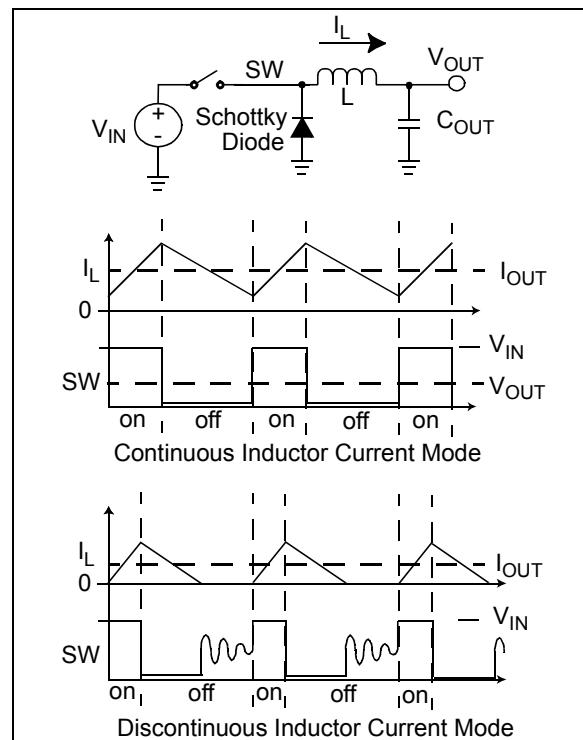 I_L
SW
V_OUT
L
V_IN
+
-
Schottky
Diode
C_OUT
I_L
I_OUT
0
V_IN
SW
V_OUT
on off on off on
Continuous Inductor Current Mode
I_L
I_OUT
0
V_IN
SW
on off on off on
Discontinuous Inductor Current Mode